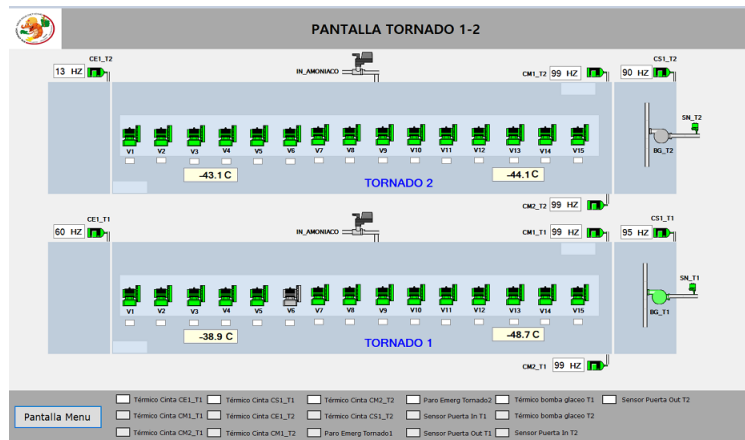 PANTALLA TORNADO 1-2
CE1_T2
13 HZ
IN_AMONIACO
CM1_T2 99 HZ
CS1_T2
90 HZ
SN_T2
BG_T2
V1 V2 V3 V4 V5 V6 V7 V8 V9 V10 V11 V12 V13 V14 V15
-43.1 C
-44.1 C
TORNADO 2
CM2_T2 99 HZ
CE1_T1
60 HZ
IN_AMONIACO
CM1_T1 99 HZ
CS1_T1
95 HZ
SN_T1
BG_T1
V1 V2 V3 V4 V5 V6 V7 V8 V9 V10 V11 V12 V13 V14 V15
-38.9 C
-48.7 C
TORNADO 1
CM2_T1 99 HZ
Pantalla Menu
Térmico Cinta CE1_T1 Térmico Cinta CS1_T1 Térmico Cinta CM2_T2 Paro Emerg Tornado2 Térmico bomba glaceo T1 Sensor Puerta Out T2
Térmico Cinta CM1_T1 Térmico Cinta CE1_T2 Térmico Cinta CS1_T2 Sensor Puerta In T1 Térmico bomba glaceo T2
Térmico Cinta CM2_T1 Térmico Cinta CM1_T2 Paro Emerg Tornado1 Sensor Puerta Out T1 Sensor Puerta In T2